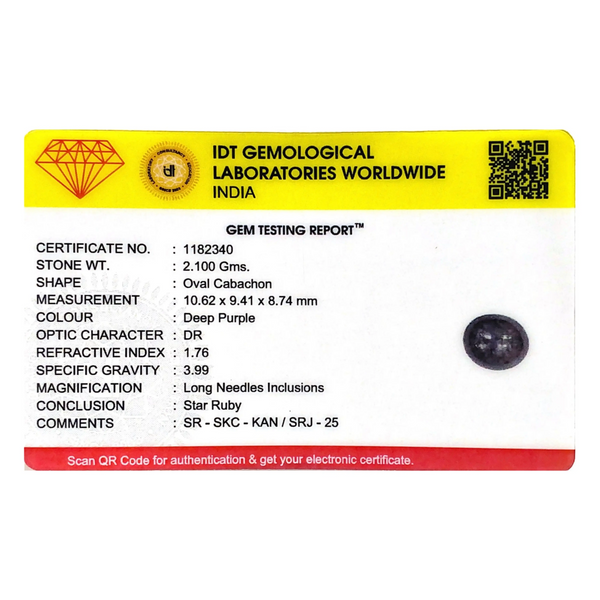 IDT GEMOLOGICAL
LABORATORIES WORLDWIDE
INDIA
GEM TESTING REPORT™
CERTIFICATE NO. : 1182340
STONE WT. : 2.100 Gms.
SHAPE : Oval Cabachon
MEASUREMENT : 10.62 x 9.41 x 8.74 mm
COLOUR : Deep Purple
OPTIC CHARACTER : DR
REFRACTIVE INDEX : 1.76
SPECIFIC GRAVITY : 3.99
MAGNIFICATION : Long Needles Inclusions
CONCLUSION : Star Ruby
COMMENTS : SR - SKC - KAN / SRJ - 25
Scan QR Code for authentication & get your electronic certificate.